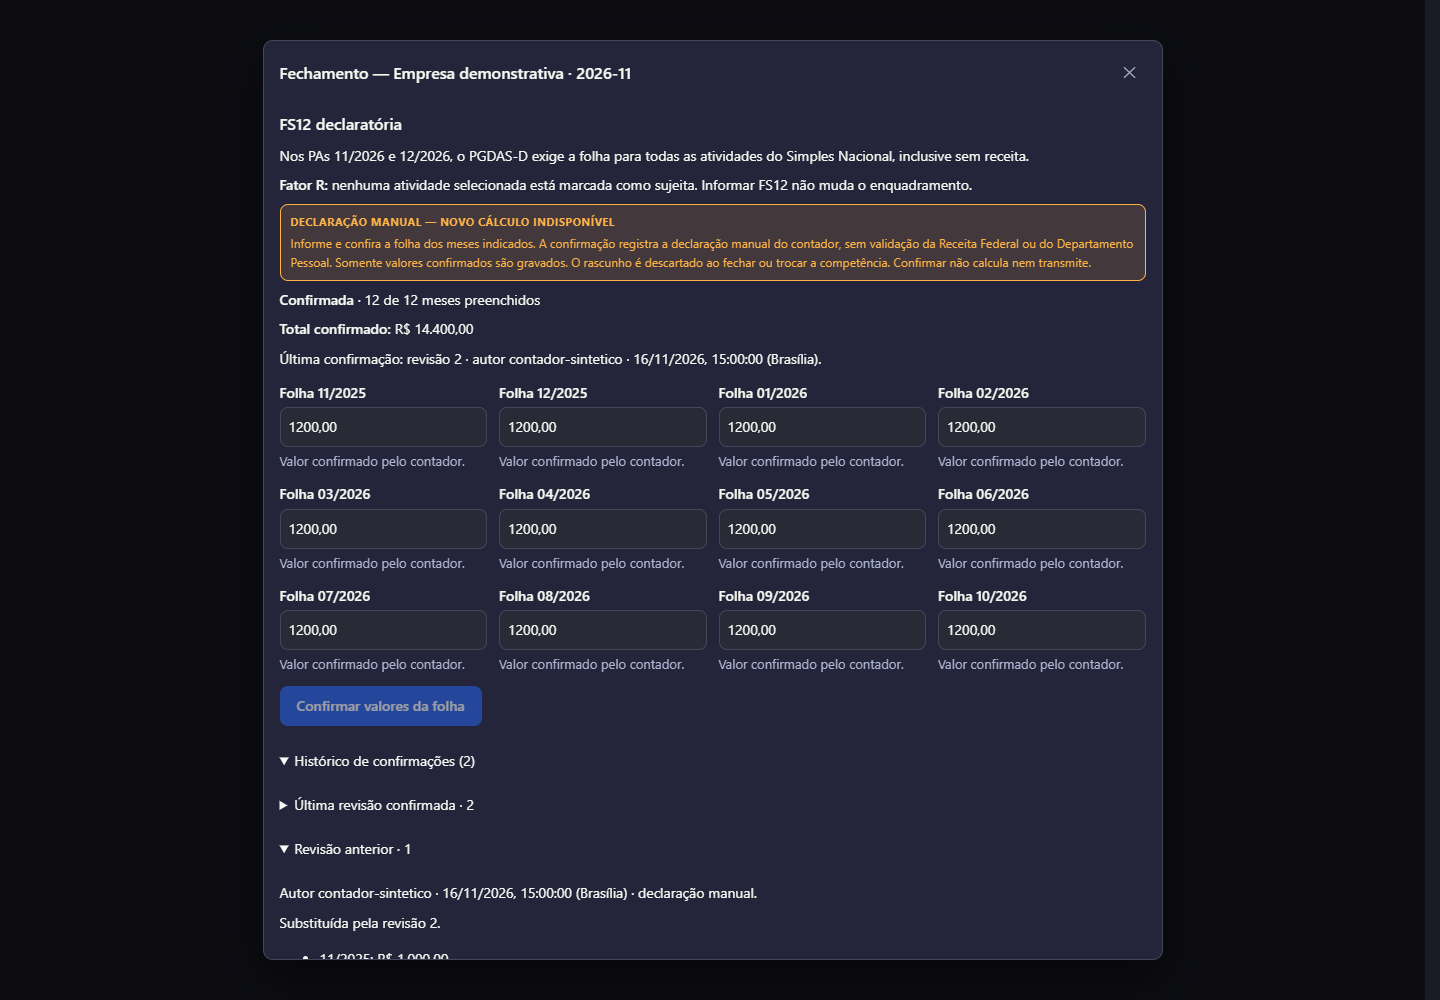 Fechamento — Empresa demonstrativa · 2026-11
FS12 declaratória
Nos PAs 11/2026 e 12/2026, o PGDAS-D exige a folha para todas as atividades do Simples Nacional, inclusive sem receita.
Fator R: nenhuma atividade selecionada está marcada como sujeita. Informar FS12 não muda o enquadramento.
DECLARAÇÃO MANUAL — NOVO CÁLCULO INDISPONÍVEL
Informe e confira a folha dos meses indicados. A confirmação registra a declaração manual do contador, sem validação da Receita Federal ou do Departamento
Pessoal. Somente valores confirmados são gravados. O rascunho é descartado ao fechar ou trocar a competência. Confirmar não calcula nem transmite.
Confirmada · 12 de 12 meses preenchidos
Total confirmado: R$ 14.400,00
Última confirmação: revisão 2 · autor contador-sintetico · 16/11/2026, 15:00:00 (Brasília).
Folha 11/2025 Folha 12/2025 Folha 01/2026 Folha 02/2026
1200,00 1200,00 1200,00 1200,00
Valor confirmado pelo contador. Valor confirmado pelo contador. Valor confirmado pelo contador. Valor confirmado pelo contador.
Folha 03/2026 Folha 04/2026 Folha 05/2026 Folha 06/2026
1200,00 1200,00 1200,00 1200,00
Valor confirmado pelo contador. Valor confirmado pelo contador. Valor confirmado pelo contador. Valor confirmado pelo contador.
Folha 07/2026 Folha 08/2026 Folha 09/2026 Folha 10/2026
1200,00 1200,00 1200,00 1200,00
Valor confirmado pelo contador. Valor confirmado pelo contador. Valor confirmado pelo contador. Valor confirmado pelo contador.
Confirmar valores da folha
▼ Histórico de confirmações (2)
▶ Última revisão confirmada · 2
▼ Revisão anterior · 1
Autor contador-sintetico · 16/11/2026, 15:00:00 (Brasília) · declaração manual.
Substituída pela revisão 2.
• 11/2025: R$ 1.000,00